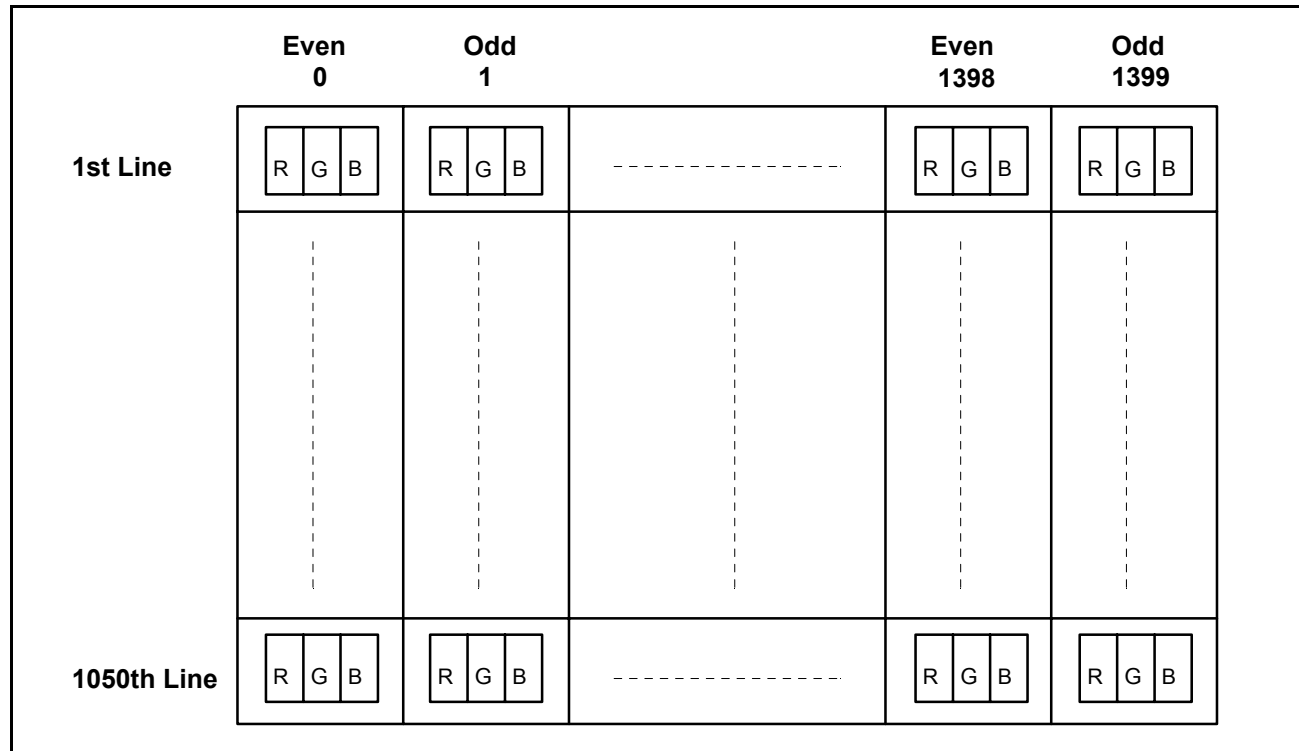 Even Odd Even Odd
0 1 1398 1399
1st Line R G B R G B R G B R G B
1050th Line R G B R G B R G B R G B